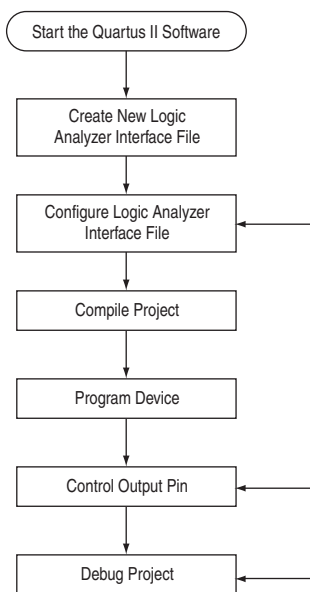 Start the Quartus II Software
Create New Logic
Analyzer Interface File
Configure Logic Analyzer
Interface File
Compile Project
Program Device
Control Output Pin
Debug Project